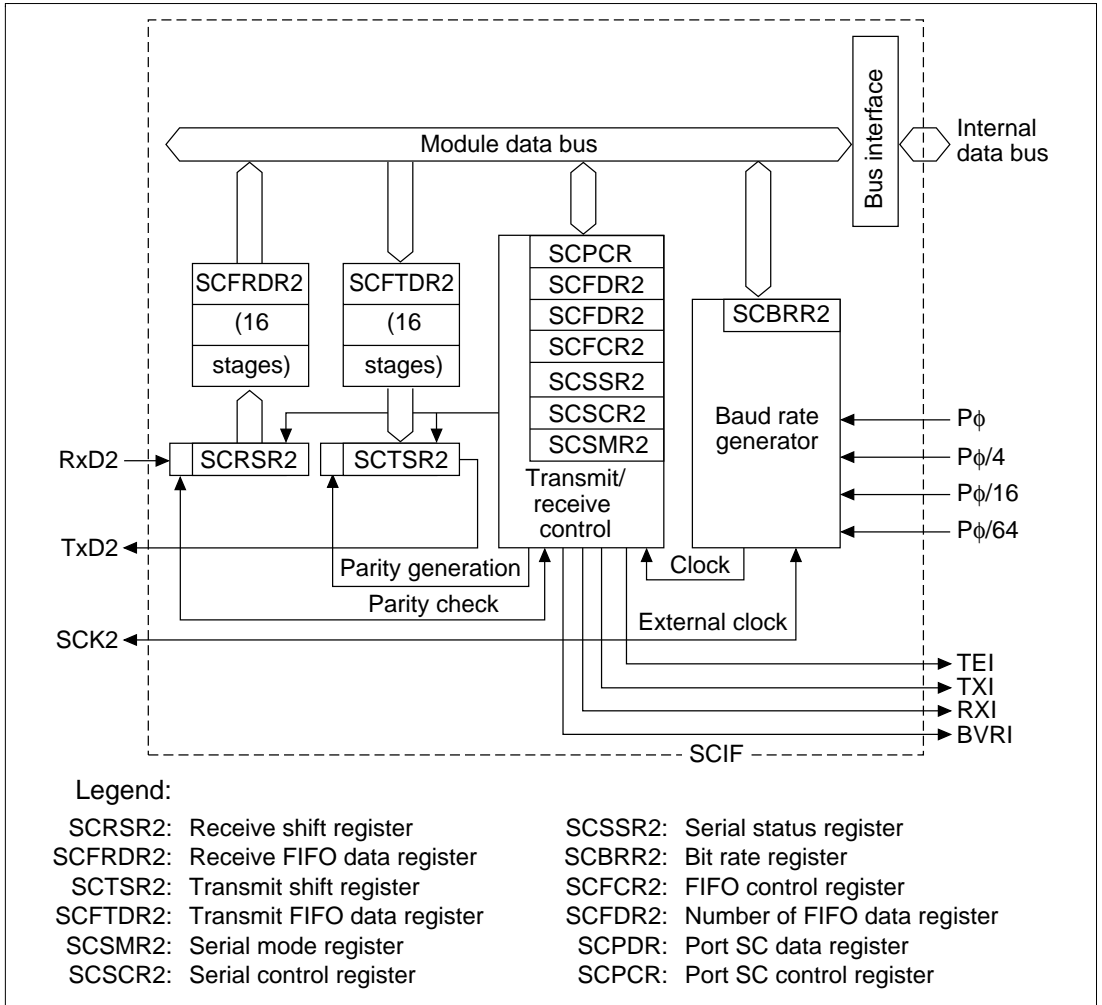 Bus interface
Module data bus
Internal
data bus
SCPCR
SCFDR2
SCFDR2
SCFCR2
SCSSR2
SCSCR2
SCSMR2
Transmit/
receive
control
SCFRDR2
(16
stages)
SCFTDR2
(16
stages)
SCBRR2
Baud rate
generator
Pϕ
Pϕ/4
Pϕ/16
Pϕ/64
RxD2
SCRSR2
SCTSR2
TxD2
Parity generation
Clock
Parity check
SCK2
External clock
TEI
TXI
RXI
BVRI
SCIF
Legend:
SCRSR2: Receive shift register
SCFRDR2: Receive FIFO data register
SCTSR2: Transmit shift register
SCFTDR2: Transmit FIFO data register
SCSMR2: Serial mode register
SCSCR2: Serial control register
SCSSR2: Serial status register
SCBRR2: Bit rate register
SCFCR2: FIFO control register
SCFDR2: Number of FIFO data register
SCPDR: Port SC data register
SCPCR: Port SC control register